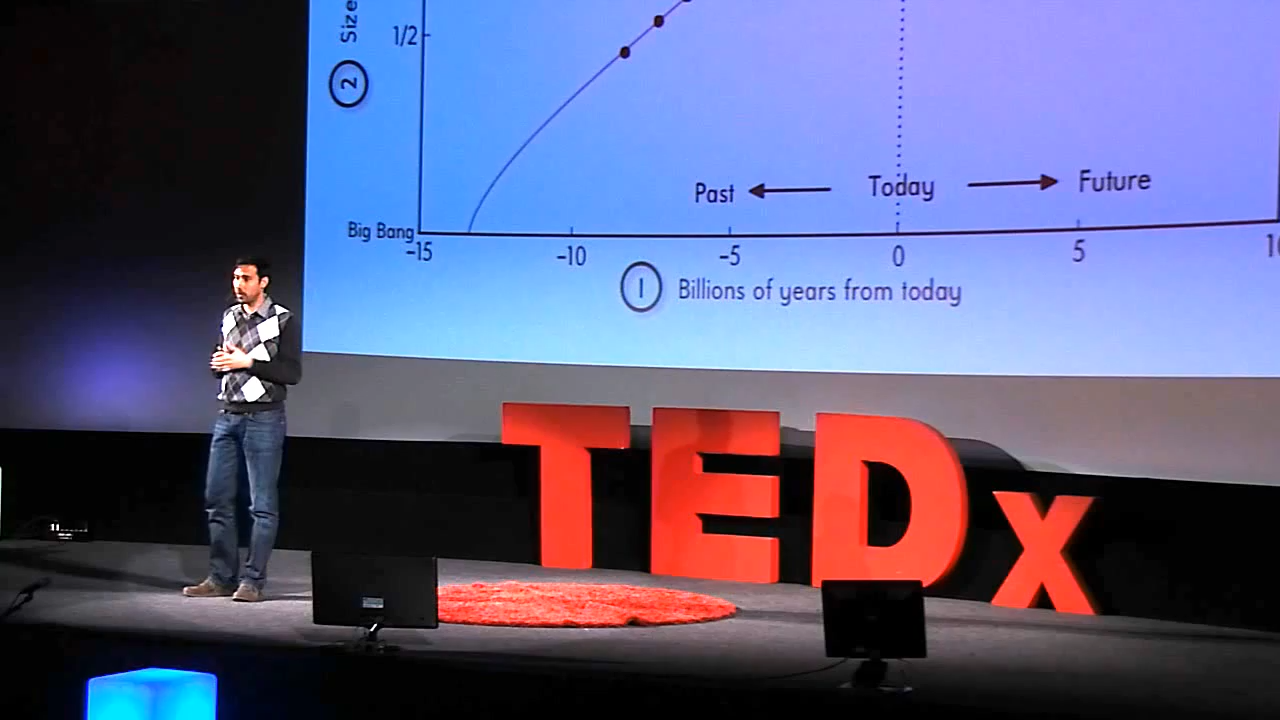 2 Size
1/2
Past Today Future
Big Bang
-15 -10 -5 0 5
1 Billions of years from today
TEDx